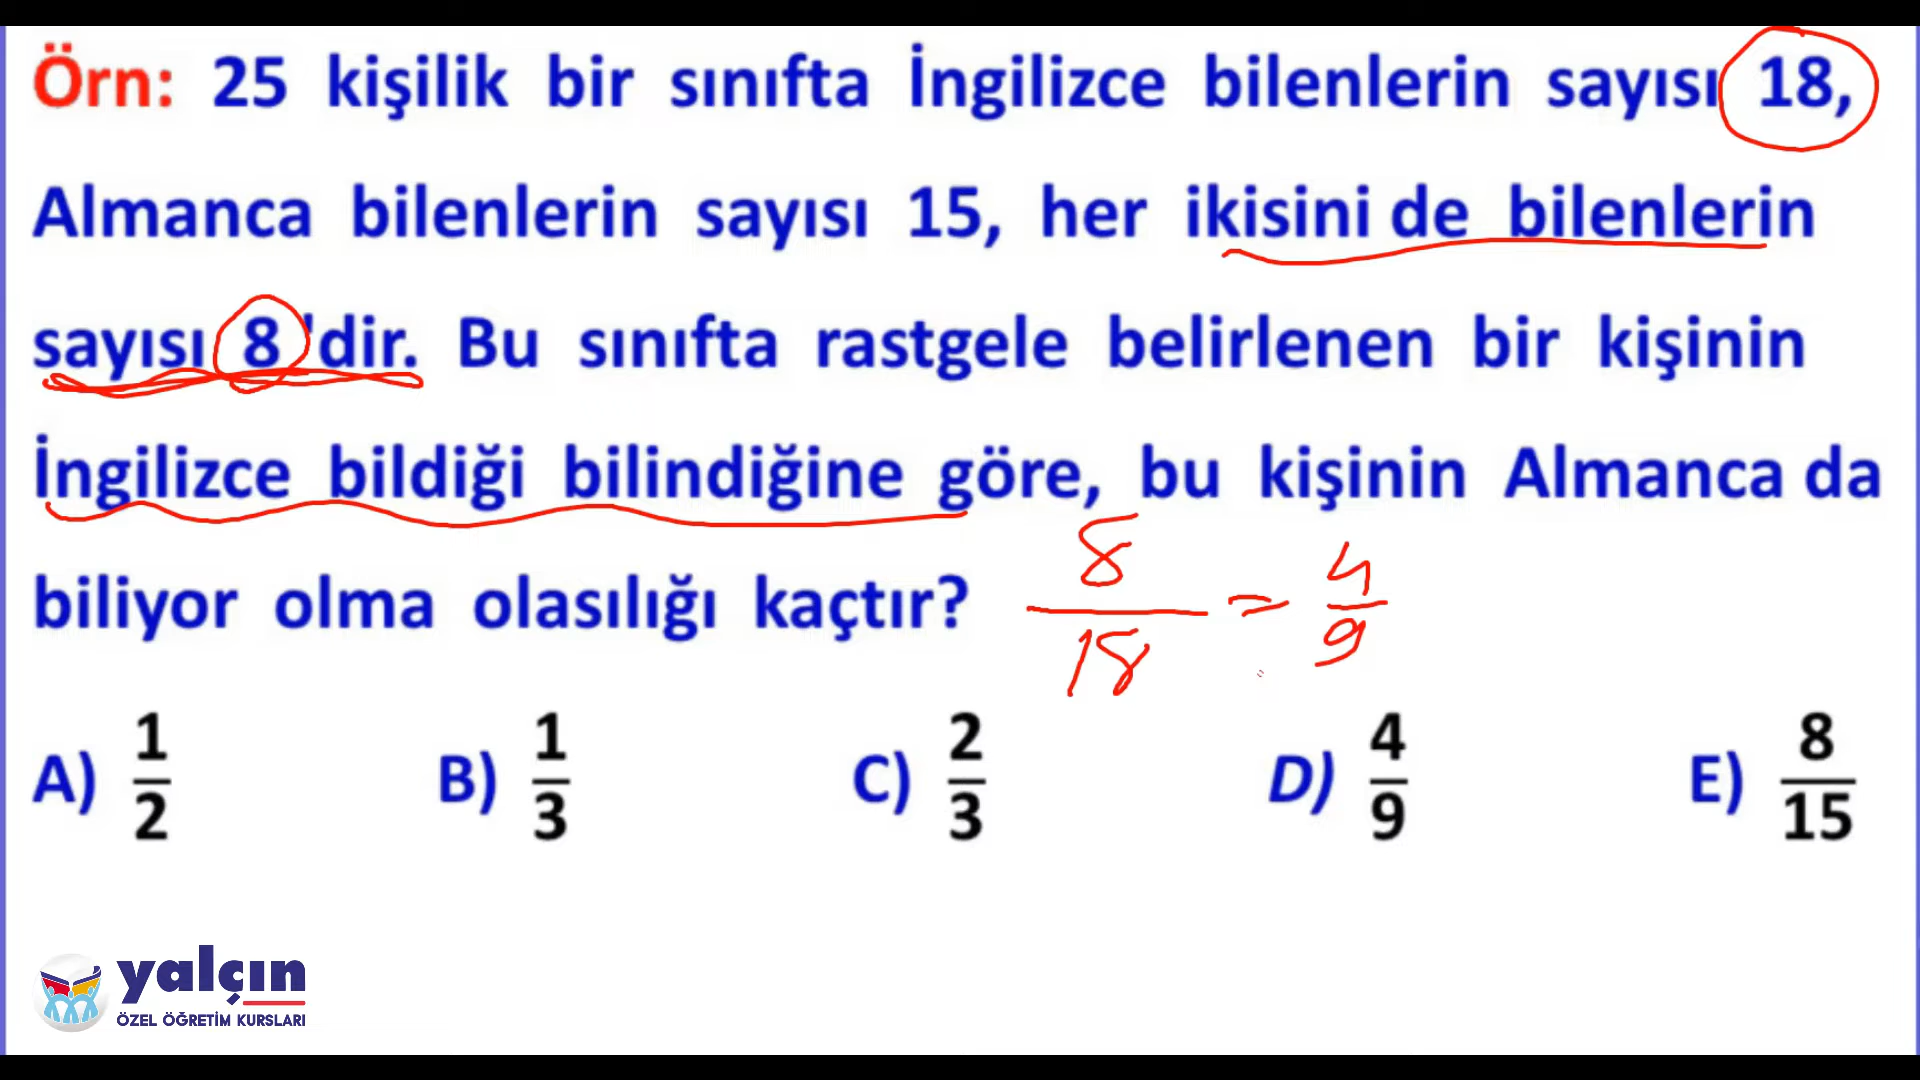 Örn: 25 kişilik bir sınıfta İngilizce bilenlerin sayısı 18,
Almanca bilenlerin sayısı 15, her ikisini de bilenlerin
sayısı 8 'dir. Bu sınıfta rastgele belirlenen bir kişinin
İngilizce bildiği bilindiğine göre, bu kişinin Almanca da
biliyor olma olasılığı kaçtır? 8/18 = 4/9
A) 1/2 B) 1/3 C) 2/3 D) 4/9 E) 8/15
yalçın
ÖZEL ÖĞRETİM KURSLARI